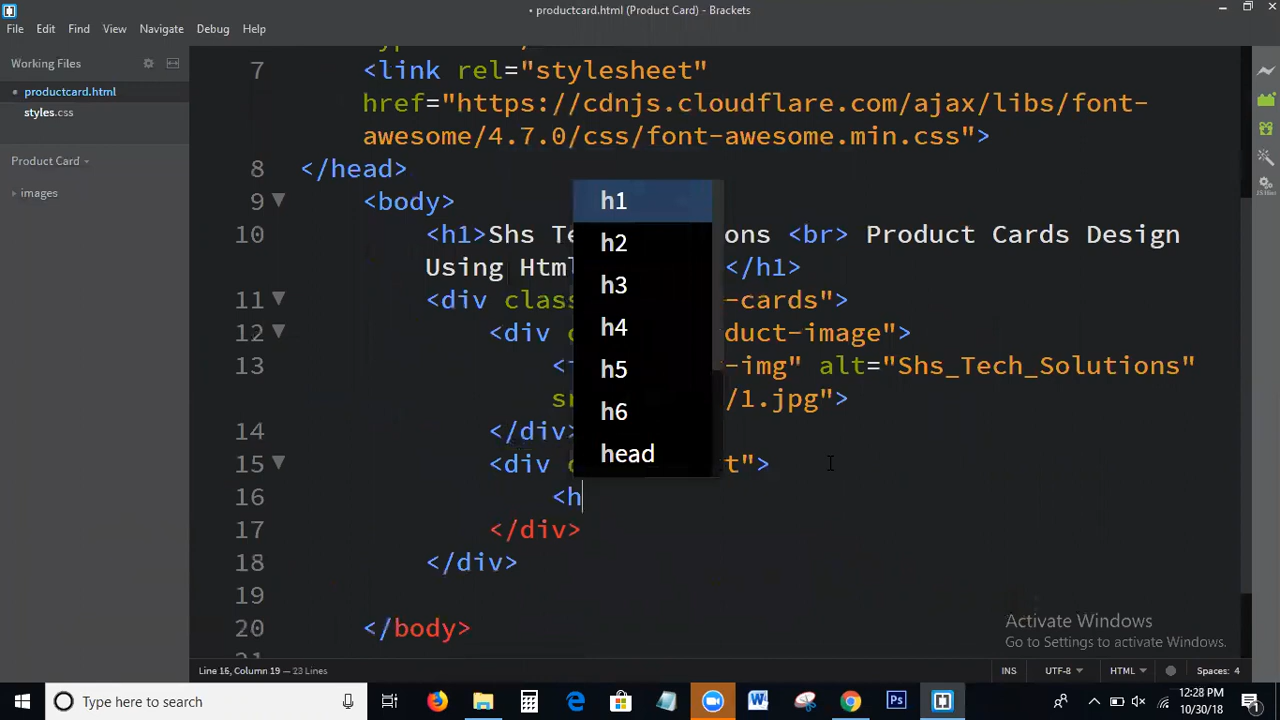 • productcard.html (Product Card) - Brackets
File Edit Find View Navigate Debug Help
Working Files
• productcard.html
styles.css
Product Card
images
7 <link rel="stylesheet"
href="https://cdnjs.cloudflare.com/ajax/libs/font-
awesome/4.7.0/css/font-awesome.min.css">
8 </head>
9 <body>
10 <h1>Shs Te ons <br> Product Cards Design
Using Html </h1>
11 <div clas -cards">
12 <div duct-image">
13 -img" alt="Shs_Tech_Solutions"
/1.jpg">
14 </div>
15 <div t">
16 <h
17 </div>
18 </div>
19
20 </body>
h1
h2
h3
h4
h5
h6
head
Activate Windows
Go to Settings to activate Windows.
Line 16, Column 19 — 23 Lines
INS UTF-8 HTML Spaces: 4
Type here to search
12:28 PM
10/30/18